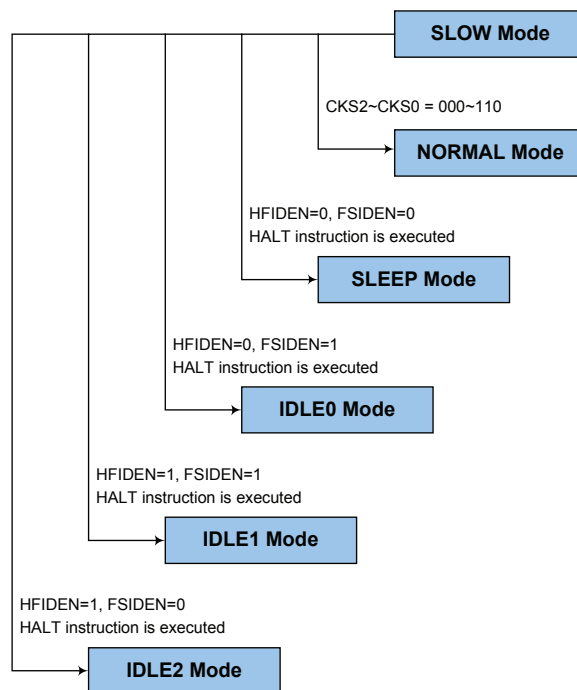 SLOW Mode
CKS2~CKS0 = 000~110
NORMAL Mode
HFIDEN=0, FSIDEN=0
HALT instruction is executed
SLEEP Mode
HFIDEN=0, FSIDEN=1
HALT instruction is executed
IDLE0 Mode
HFIDEN=1, FSIDEN=1
HALT instruction is executed
IDLE1 Mode
HFIDEN=1, FSIDEN=0
HALT instruction is executed
IDLE2 Mode